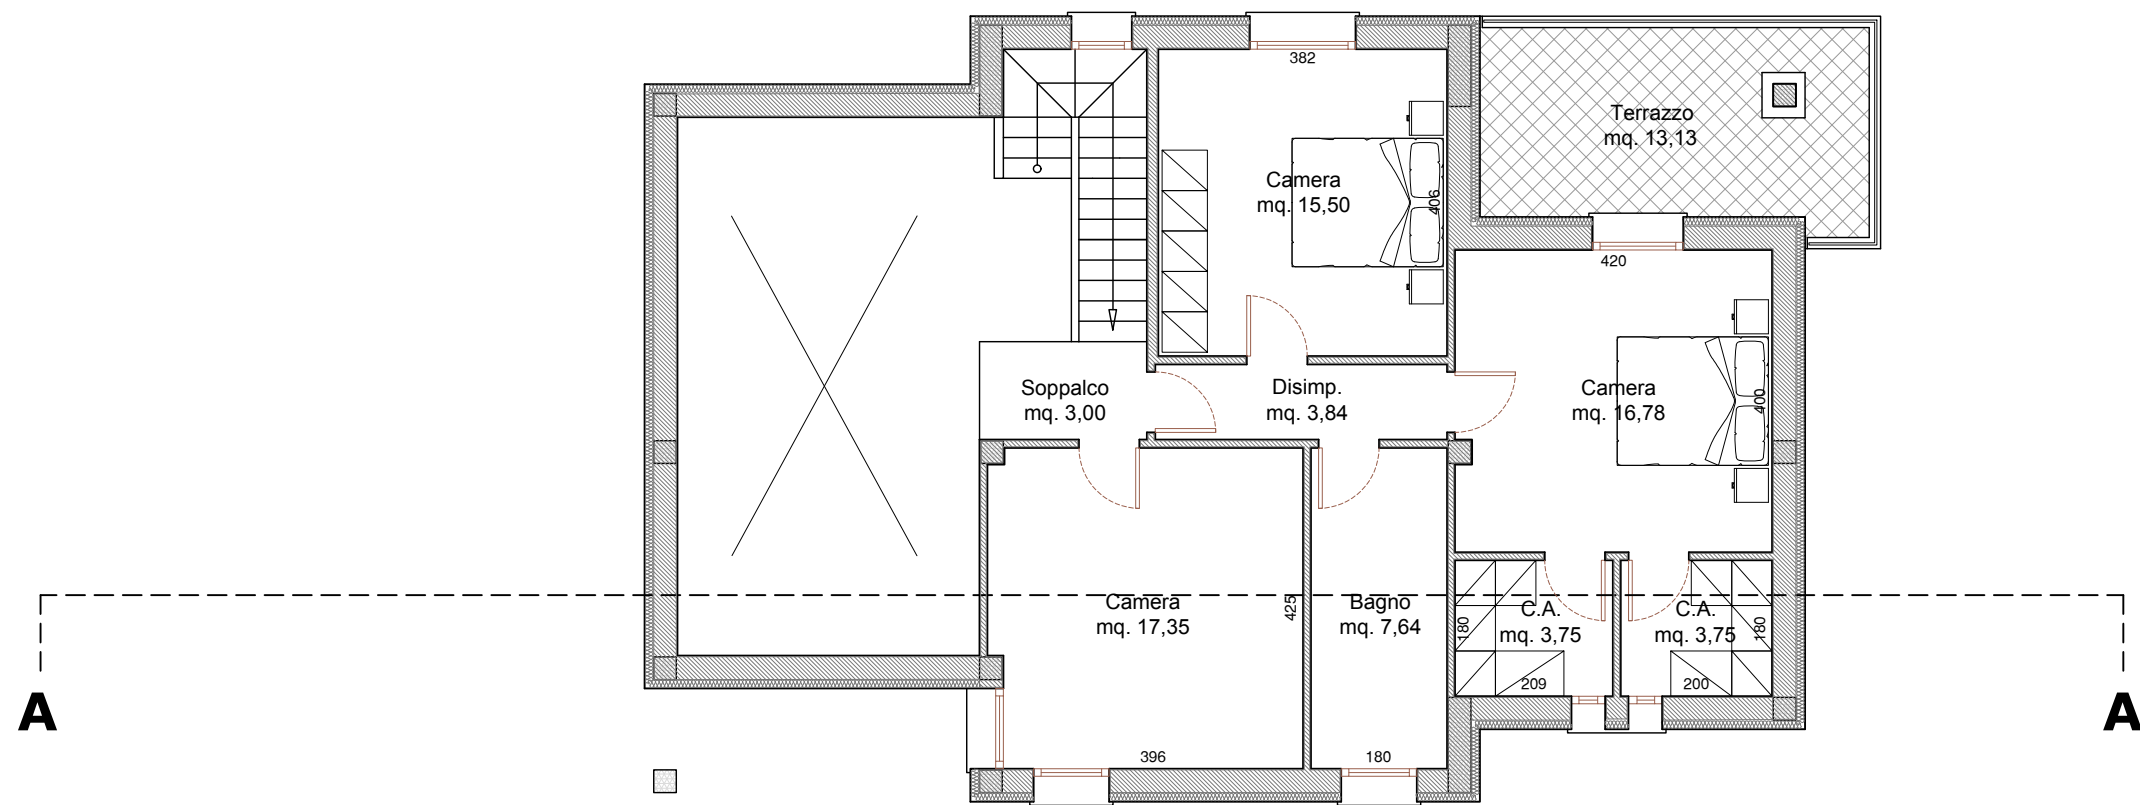 382
Terrazzo
mq. 13,13
Camera
mq. 15,50
406
420
Soppalco
mq. 3,00
Disimp.
mq. 3,84
Camera
mq. 16,78
400
Camera
mq. 17,35
425
Bagno
mq. 7,64
180
C.A.
mq. 3,75
C.A.
mq. 3,75
180
209
200
396
180
A
A